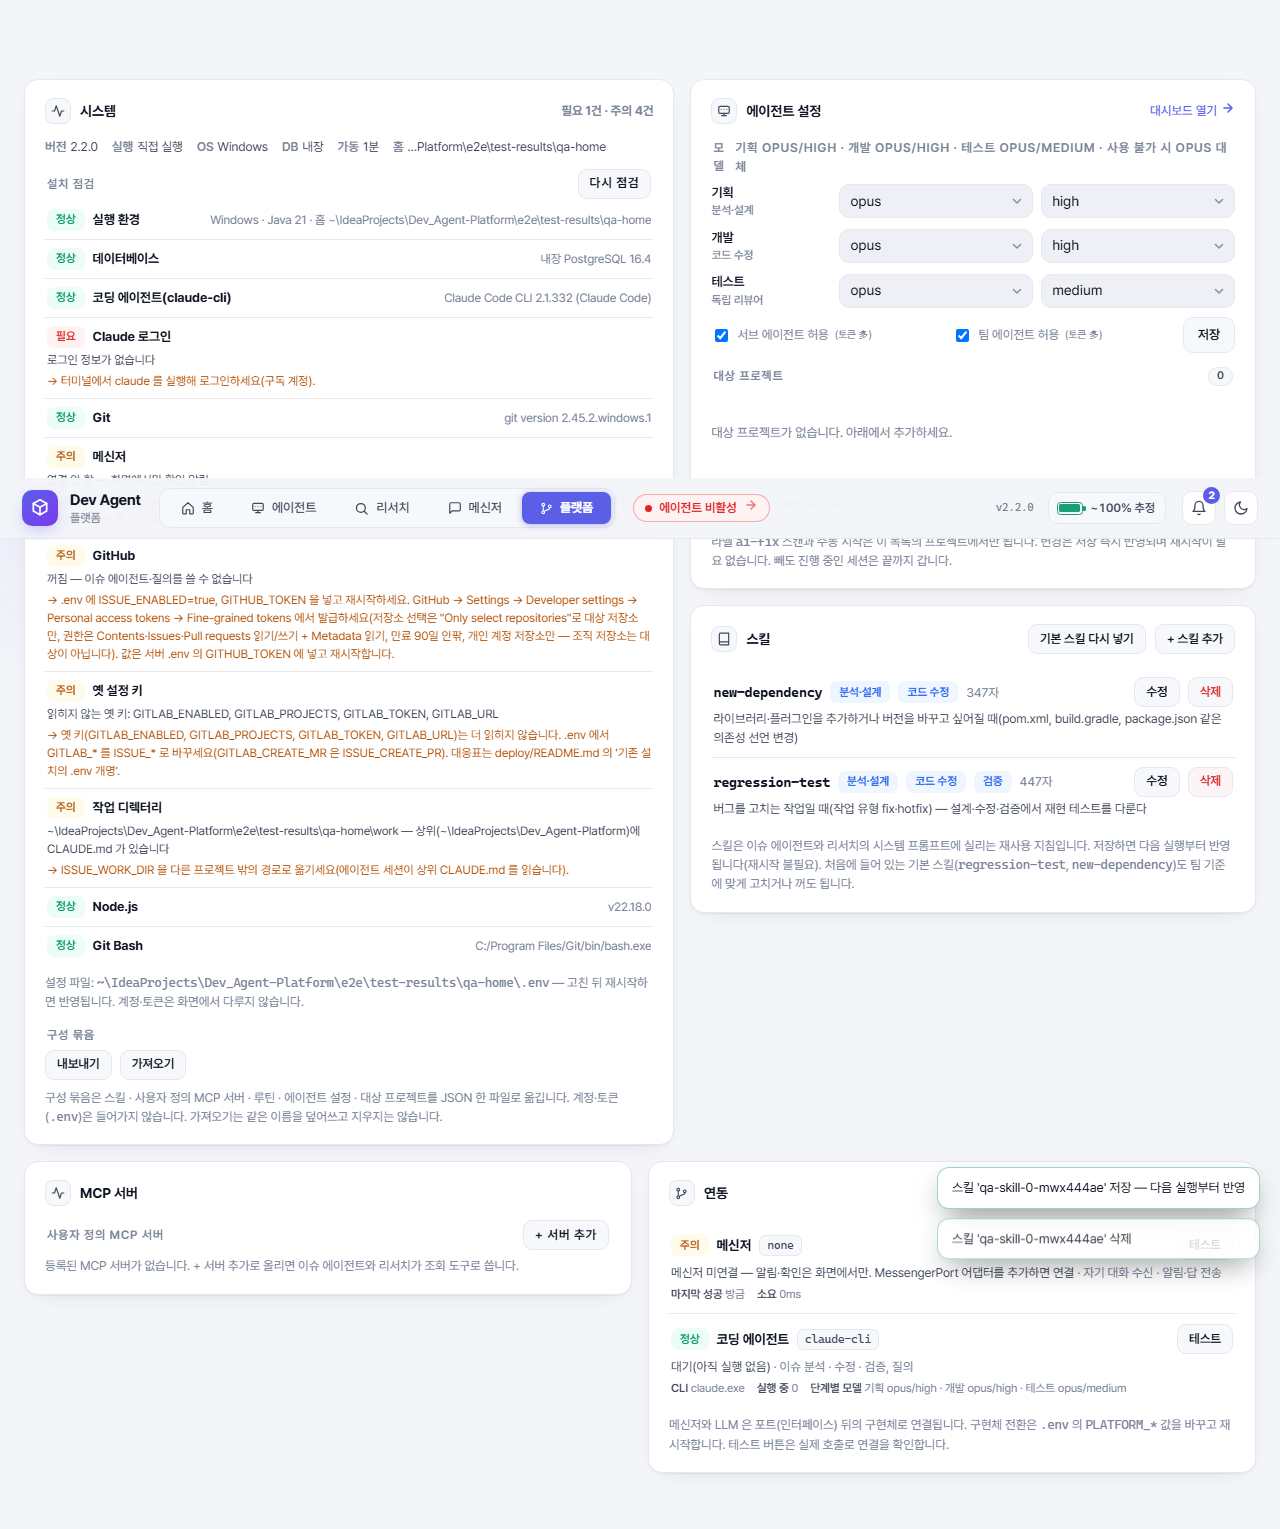 시스템
필요 1건 · 주의 4건
버전 2.2.0 실행 직접 실행 OS Windows DB 내장 가동 1분 홈 ...Platform\e2e\test-results\qa-home
설치 점검
다시 점검
정상 실행 환경 Windows · Java 21 · 홈 ~\IdeaProjects\Dev_Agent-Platform\e2e\test-results\qa-home
정상 데이터베이스 내장 PostgreSQL 16.4
정상 코딩 에이전트(claude-cli) Claude Code CLI 2.1.332 (Claude Code)
필요 Claude 로그인
로그인 정보가 없습니다
→ 터미널에서 claude 를 실행해 로그인하세요(구독 계정).
정상 Git git version 2.45.2.windows.1
주의 메신저
에이전트 설정
대시보드 열기 →
모델 기획 OPUS/HIGH · 개발 OPUS/HIGH · 테스트 OPUS/MEDIUM · 사용 불가 시 OPUS 대체
기획 opus high
분석·설계
개발 opus high
코드 수정
테스트 opus medium
독립 리뷰어
서브 에이전트 허용 (토큰 多) 팀 에이전트 허용 (토큰 多) 저장
대상 프로젝트 0
대상 프로젝트가 없습니다. 아래에서 추가하세요.
Dev Agent
플랫폼
홈 에이전트 리서치 메신저 플랫폼
에이전트 비활성 →
v2.2.0 ~100% 추정 2
주의 GitHub
꺼짐 — 이슈 에이전트·질의를 쓸 수 없습니다
→ .env 에 ISSUE_ENABLED=true, GITHUB_TOKEN 을 넣고 재시작하세요. GitHub → Settings → Developer settings →
Personal access tokens → Fine-grained tokens 에서 발급하세요(저장소 선택은 "Only select repositories"로 대상 저장소
만, 권한은 Contents·Issues·Pull requests 읽기/쓰기 + Metadata 읽기, 만료 90일 안팎, 개인 계정 저장소만 — 조직 저장소는 대
상이 아닙니다). 값은 서버 .env 의 GITHUB_TOKEN 에 넣고 재시작합니다.
주의 옛 설정 키
읽히지 않는 옛 키: GITLAB_ENABLED, GITLAB_PROJECTS, GITLAB_TOKEN, GITLAB_URL
→ 옛 키(GITLAB_ENABLED, GITLAB_PROJECTS, GITLAB_TOKEN, GITLAB_URL)는 더 읽히지 않습니다. .env 에서
GITLAB_* 를 ISSUE_* 로 바꾸세요(GITLAB_CREATE_MR 은 ISSUE_CREATE_PR). 대응표는 deploy/README.md 의 '기존 설
치의 .env 개명'.
주의 작업 디렉터리
~\IdeaProjects\Dev_Agent-Platform\e2e\test-results\qa-home\work — 상위(~\IdeaProjects\Dev_Agent-Platform)에
CLAUDE.md 가 있습니다
→ ISSUE_WORK_DIR 을 다른 프로젝트 밖의 경로로 옮기세요(에이전트 세션이 상위 CLAUDE.md 를 읽습니다).
정상 Node.js v22.18.0
정상 Git Bash C:/Program Files/Git/bin/bash.exe
설정 파일: ~\IdeaProjects\Dev_Agent-Platform\e2e\test-results\qa-home\.env — 고친 뒤 재시작하
면 반영됩니다. 계정·토큰은 화면에서 다루지 않습니다.
구성 묶음
내보내기 가져오기
구성 묶음은 스킬 · 사용자 정의 MCP 서버 · 루틴 · 에이전트 설정 · 대상 프로젝트를 JSON 한 파일로 옮깁니다. 계정·토큰
(.env)은 들어가지 않습니다. 가져오기는 같은 이름을 덮어쓰고 지우지는 않습니다.
라벨 ai-fix 스캔과 수동 시작은 이 목록의 프로젝트에서만 됩니다. 변경은 저장 즉시 반영되며 재시작이 필
요 없습니다. 빼도 진행 중인 세션은 끝까지 갑니다.
스킬
기본 스킬 다시 넣기 + 스킬 추가
new-dependency 분석·설계 코드 수정 347자 수정 삭제
라이브러리·플러그인을 추가하거나 버전을 바꾸고 싶어질 때(pom.xml, build.gradle, package.json 같은
의존성 선언 변경)
regression-test 분석·설계 코드 수정 검증 447자 수정 삭제
버그를 고치는 작업일 때(작업 유형 fix·hotfix) — 설계·수정·검증에서 재현 테스트를 다룬다
스킬은 이슈 에이전트와 리서치의 시스템 프롬프트에 실리는 재사용 지침입니다. 저장하면 다음 실행부터 반영
됩니다(재시작 불필요). 처음에 들어 있는 기본 스킬(regression-test, new-dependency)도 팀 기준
에 맞게 고치거나 꺼도 됩니다.
MCP 서버
사용자 정의 MCP 서버 + 서버 추가
등록된 MCP 서버가 없습니다. + 서버 추가로 올리면 이슈 에이전트와 리서치가 조회 도구로 씁니다.
연동
스킬 'qa-skill-0-mwx444ae' 저장 — 다음 실행부터 반영
스킬 'qa-skill-0-mwx444ae' 삭제
주의 메신저 none 테스트
메신저 미연결 — 알림·확인은 화면에서만. MessengerPort 어댑터를 추가하면 연결 · 자기 대화 수신 · 알림·답 전송
마지막 성공 방금 소요 0ms
정상 코딩 에이전트 claude-cli 테스트
대기(아직 실행 없음) · 이슈 분석 · 수정 · 검증, 질의
CLI claude.exe 실행 중 0 단계별 모델 기획 opus/high · 개발 opus/high · 테스트 opus/medium
메신저와 LLM 은 포트(인터페이스) 뒤의 구현체로 연결됩니다. 구현체 전환은 .env 의 PLATFORM_* 값을 바꾸고 재
시작합니다. 테스트 버튼은 실제 호출로 연결을 확인합니다.